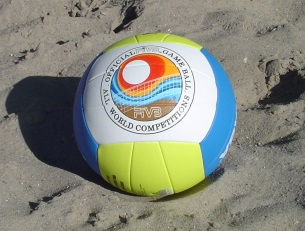 OFFICIAL GAME BALL
FIVB
ALL WORLD COMPETITIONS